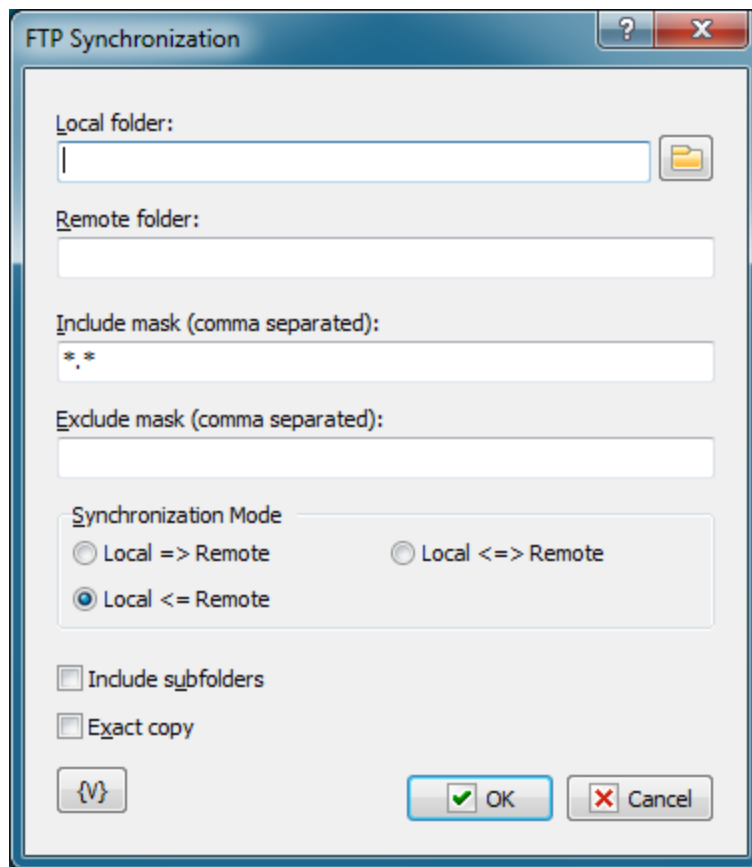 FTP Synchronization
?
Local folder:
Remote folder:
Include mask (comma separated):
*.*
Exclude mask (comma separated):
Synchronization Mode
Local => Remote Local <=> Remote
Local <= Remote
Include subfolders
Exact copy
{V} OK Cancel